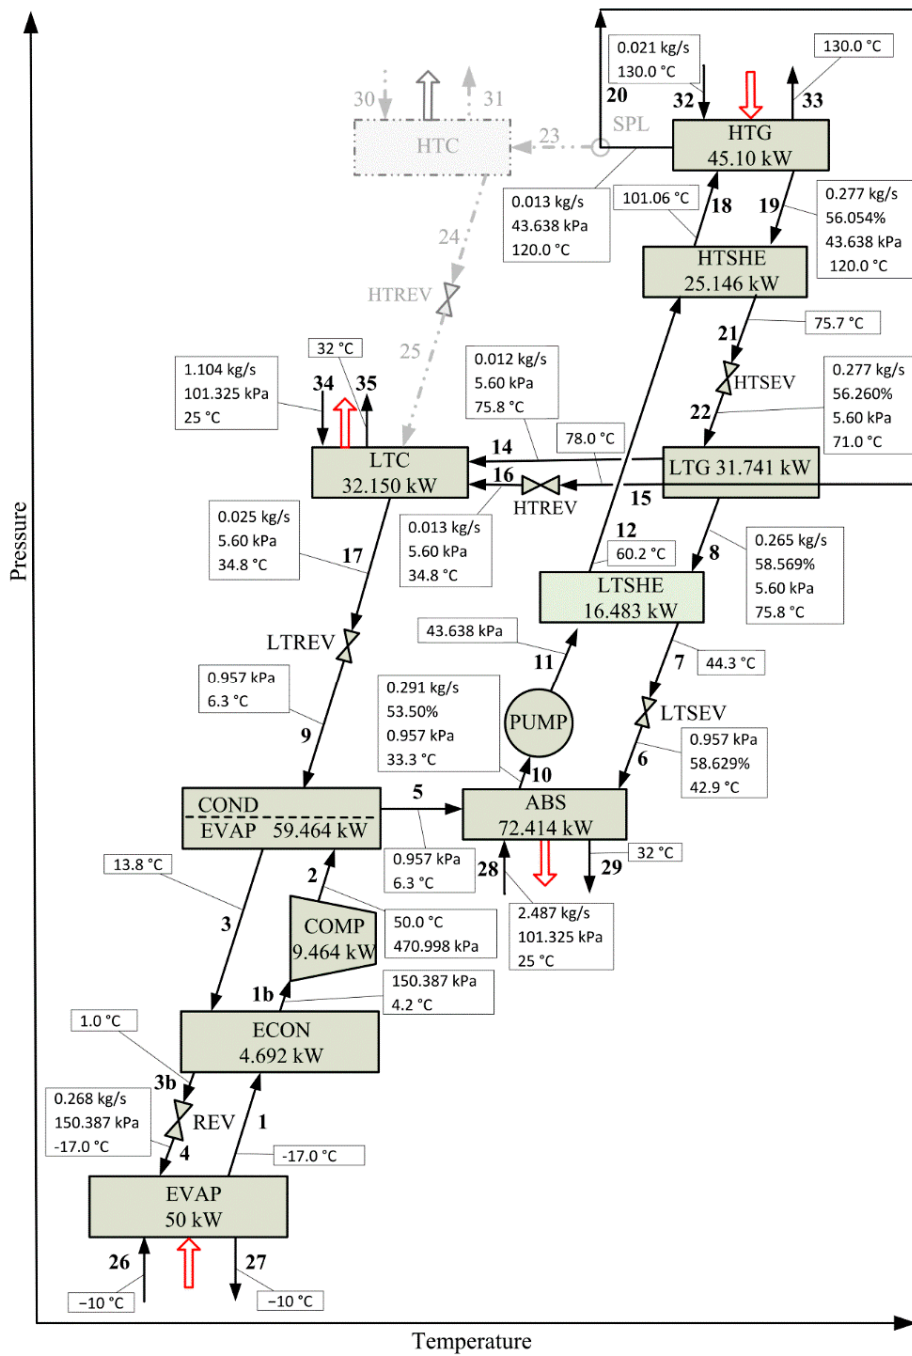 0.021 kg/s
130.0 °C
130.0 °C
20
32
33
30
31
SPL
HTC
23
HTG
45.10 kW
0.013 kg/s
43.638 kPa
120.0 °C
101.06 °C
18
19
0.277 kg/s
56.054%
43.638 kPa
120.0 °C
24
HTSHE
25.146 kW
HTREV
25
21
75.7 °C
1.104 kg/s
101.325 kPa
25 °C
34
32 °C
35
0.012 kg/s
5.60 kPa
75.8 °C
HTSEV
22
0.277 kg/s
56.260%
5.60 kPa
71.0 °C
78.0 °C
14
LTC
32.150 kW
16
HTREV
LTG 31.741 kW
15
0.025 kg/s
5.60 kPa
34.8 °C
17
0.013 kg/s
5.60 kPa
34.8 °C
12
60.2 °C
8
0.265 kg/s
58.569%
5.60 kPa
75.8 °C
Pressure
LTSHE
16.483 kW
LTREV
43.638 kPa
11
7
44.3 °C
0.957 kPa
6.3 °C
9
0.291 kg/s
53.50%
0.957 kPa
33.3 °C
PUMP
LTSEV
10
6
0.957 kPa
58.629%
42.9 °C
COND
EVAP 59.464 kW
5
ABS
72.414 kW
13.8 °C
3
2
0.957 kPa
6.3 °C
28
29
32 °C
COMP
9.464 kW
50.0 °C
470.998 kPa
2.487 kg/s
101.325 kPa
25 °C
1b
150.387 kPa
4.2 °C
1.0 °C
ECON
4.692 kW
3b
0.268 kg/s
150.387 kPa
-17.0 °C
REV
1
4
-17.0 °C
EVAP
50 kW
26
27
−10 °C
−10 °C
Temperature